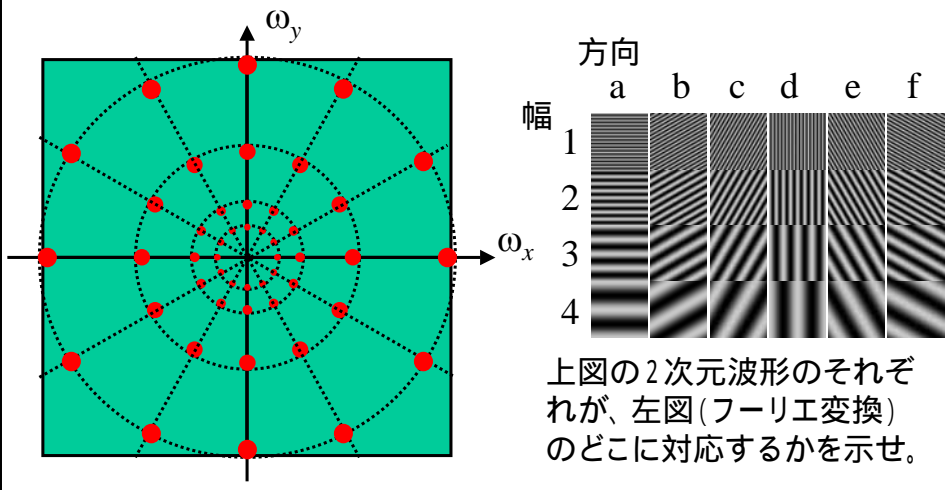 ωy
ωx
方向
a b c d e f
幅
1
2
3
4
上図の2次元波形のそれぞ
れが、左図(フーリエ変換)
のどこに対応するかを示せ。